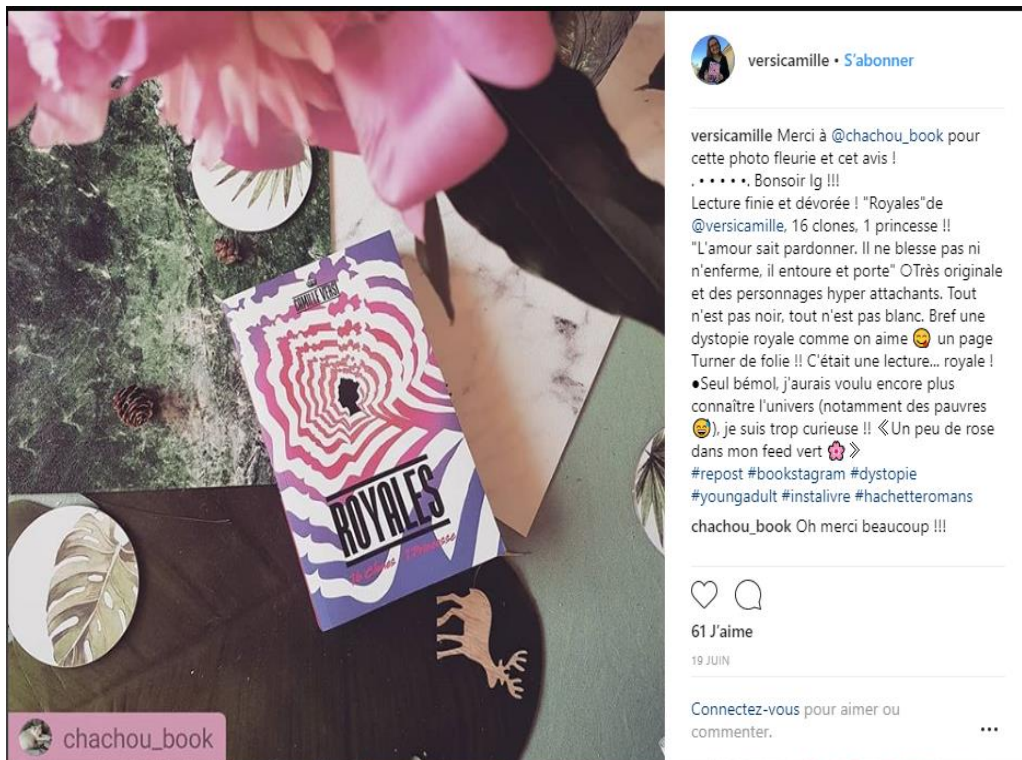 CAMILLE VERSI
ROYALES
16 Clones 1 Princesse
chachou_book
versicamille • S'abonner
versicamille Merci à @chachou_book pour
cette photo fleurie et cet avis !
. • • • • •. Bonsoir Ig !!!
Lecture finie et dévorée ! "Royales"de
@versicamille, 16 clones, 1 princesse !!
"L'amour sait pardonner. Il ne blesse pas ni
n'enferme, il entoure et porte" ○Très originale
et des personnages hyper attachants. Tout
n'est pas noir, tout n'est pas blanc. Bref une
dystopie royale comme on aime 😋 un page
Turner de folie !! C'était une lecture... royale !
●Seul bémol, j'aurais voulu encore plus
connaître l'univers (notamment des pauvres
😅), je suis trop curieuse !! 《Un peu de rose
dans mon feed vert 🌸》
#repost #bookstagram #dystopie
#youngadult #instalivre #hachetteromans
chachou_book Oh merci beaucoup !!!
61 J'aime
19 JUIN
Connectez-vous pour aimer ou
commenter.